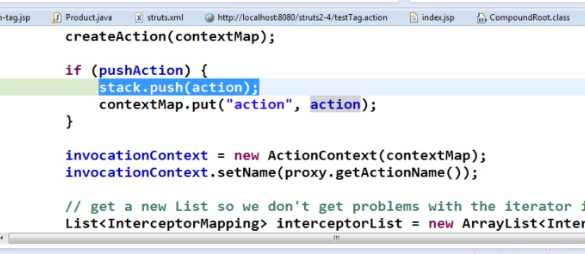 n-tag.jsp Product.java struts.xml http://localhost:8080/struts2-4/testTag.action index.jsp CompoundRoot.class
createAction(contextMap);
if (pushAction) {
stack.push(action);
contextMap.put("action", action);
}
invocationContext = new ActionContext(contextMap);
invocationContext.setName(proxy.getActionName());
// get a new List so we don't get problems with the iterator i
List<InterceptorMapping> interceptorList = new ArrayList<Inter